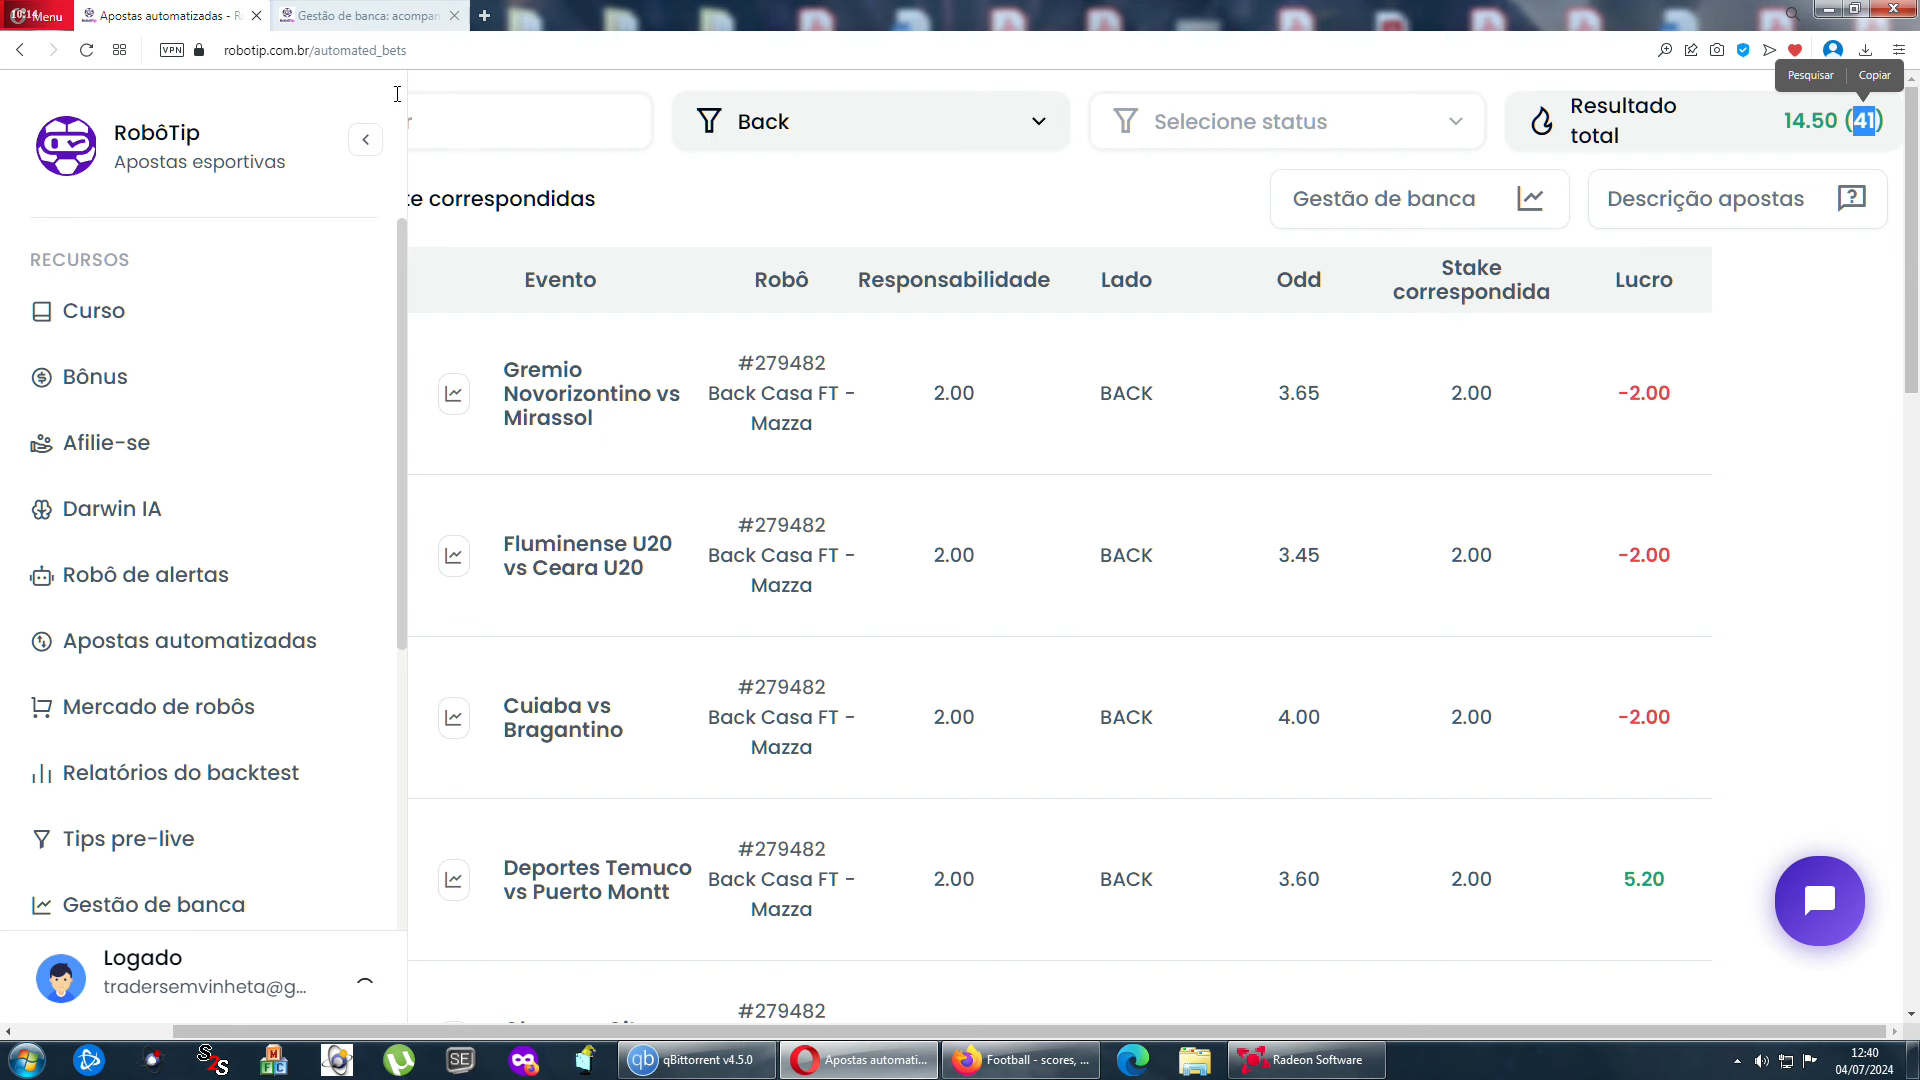 Menu
Apostas automatizadas - R
Gestão de banca: acompan
VPN
robotip.com.br/automated_bets
Pesquisar
Copiar
RobôTip
Apostas esportivas
RECURSOS
Curso
Bônus
Afilie-se
Darwin IA
Robô de alertas
Apostas automatizadas
Mercado de robôs
Relatórios do backtest
Tips pre-live
Gestão de banca
Logado
tradersemvinheta@g...
Back
Selecione status
Resultado
total
14.50 (41)
te correspondidas
Gestão de banca
Descrição apostas
Evento
Robô
Responsabilidade
Lado
Odd
Stake
correspondida
Lucro
Gremio
Novorizontino vs
Mirassol
#279482
Back Casa FT -
Mazza
2.00
BACK
3.65
2.00
-2.00
Fluminense U20
vs Ceara U20
#279482
Back Casa FT -
Mazza
2.00
BACK
3.45
2.00
-2.00
Cuiaba vs
Bragantino
#279482
Back Casa FT -
Mazza
2.00
BACK
4.00
2.00
-2.00
Deportes Temuco
vs Puerto Montt
#279482
Back Casa FT -
Mazza
2.00
BACK
3.60
2.00
5.20
#279482
qb
qBittorrent v4.5.0
Apostas automati...
Football - scores, ...
Radeon Software
12:40
04/07/2024